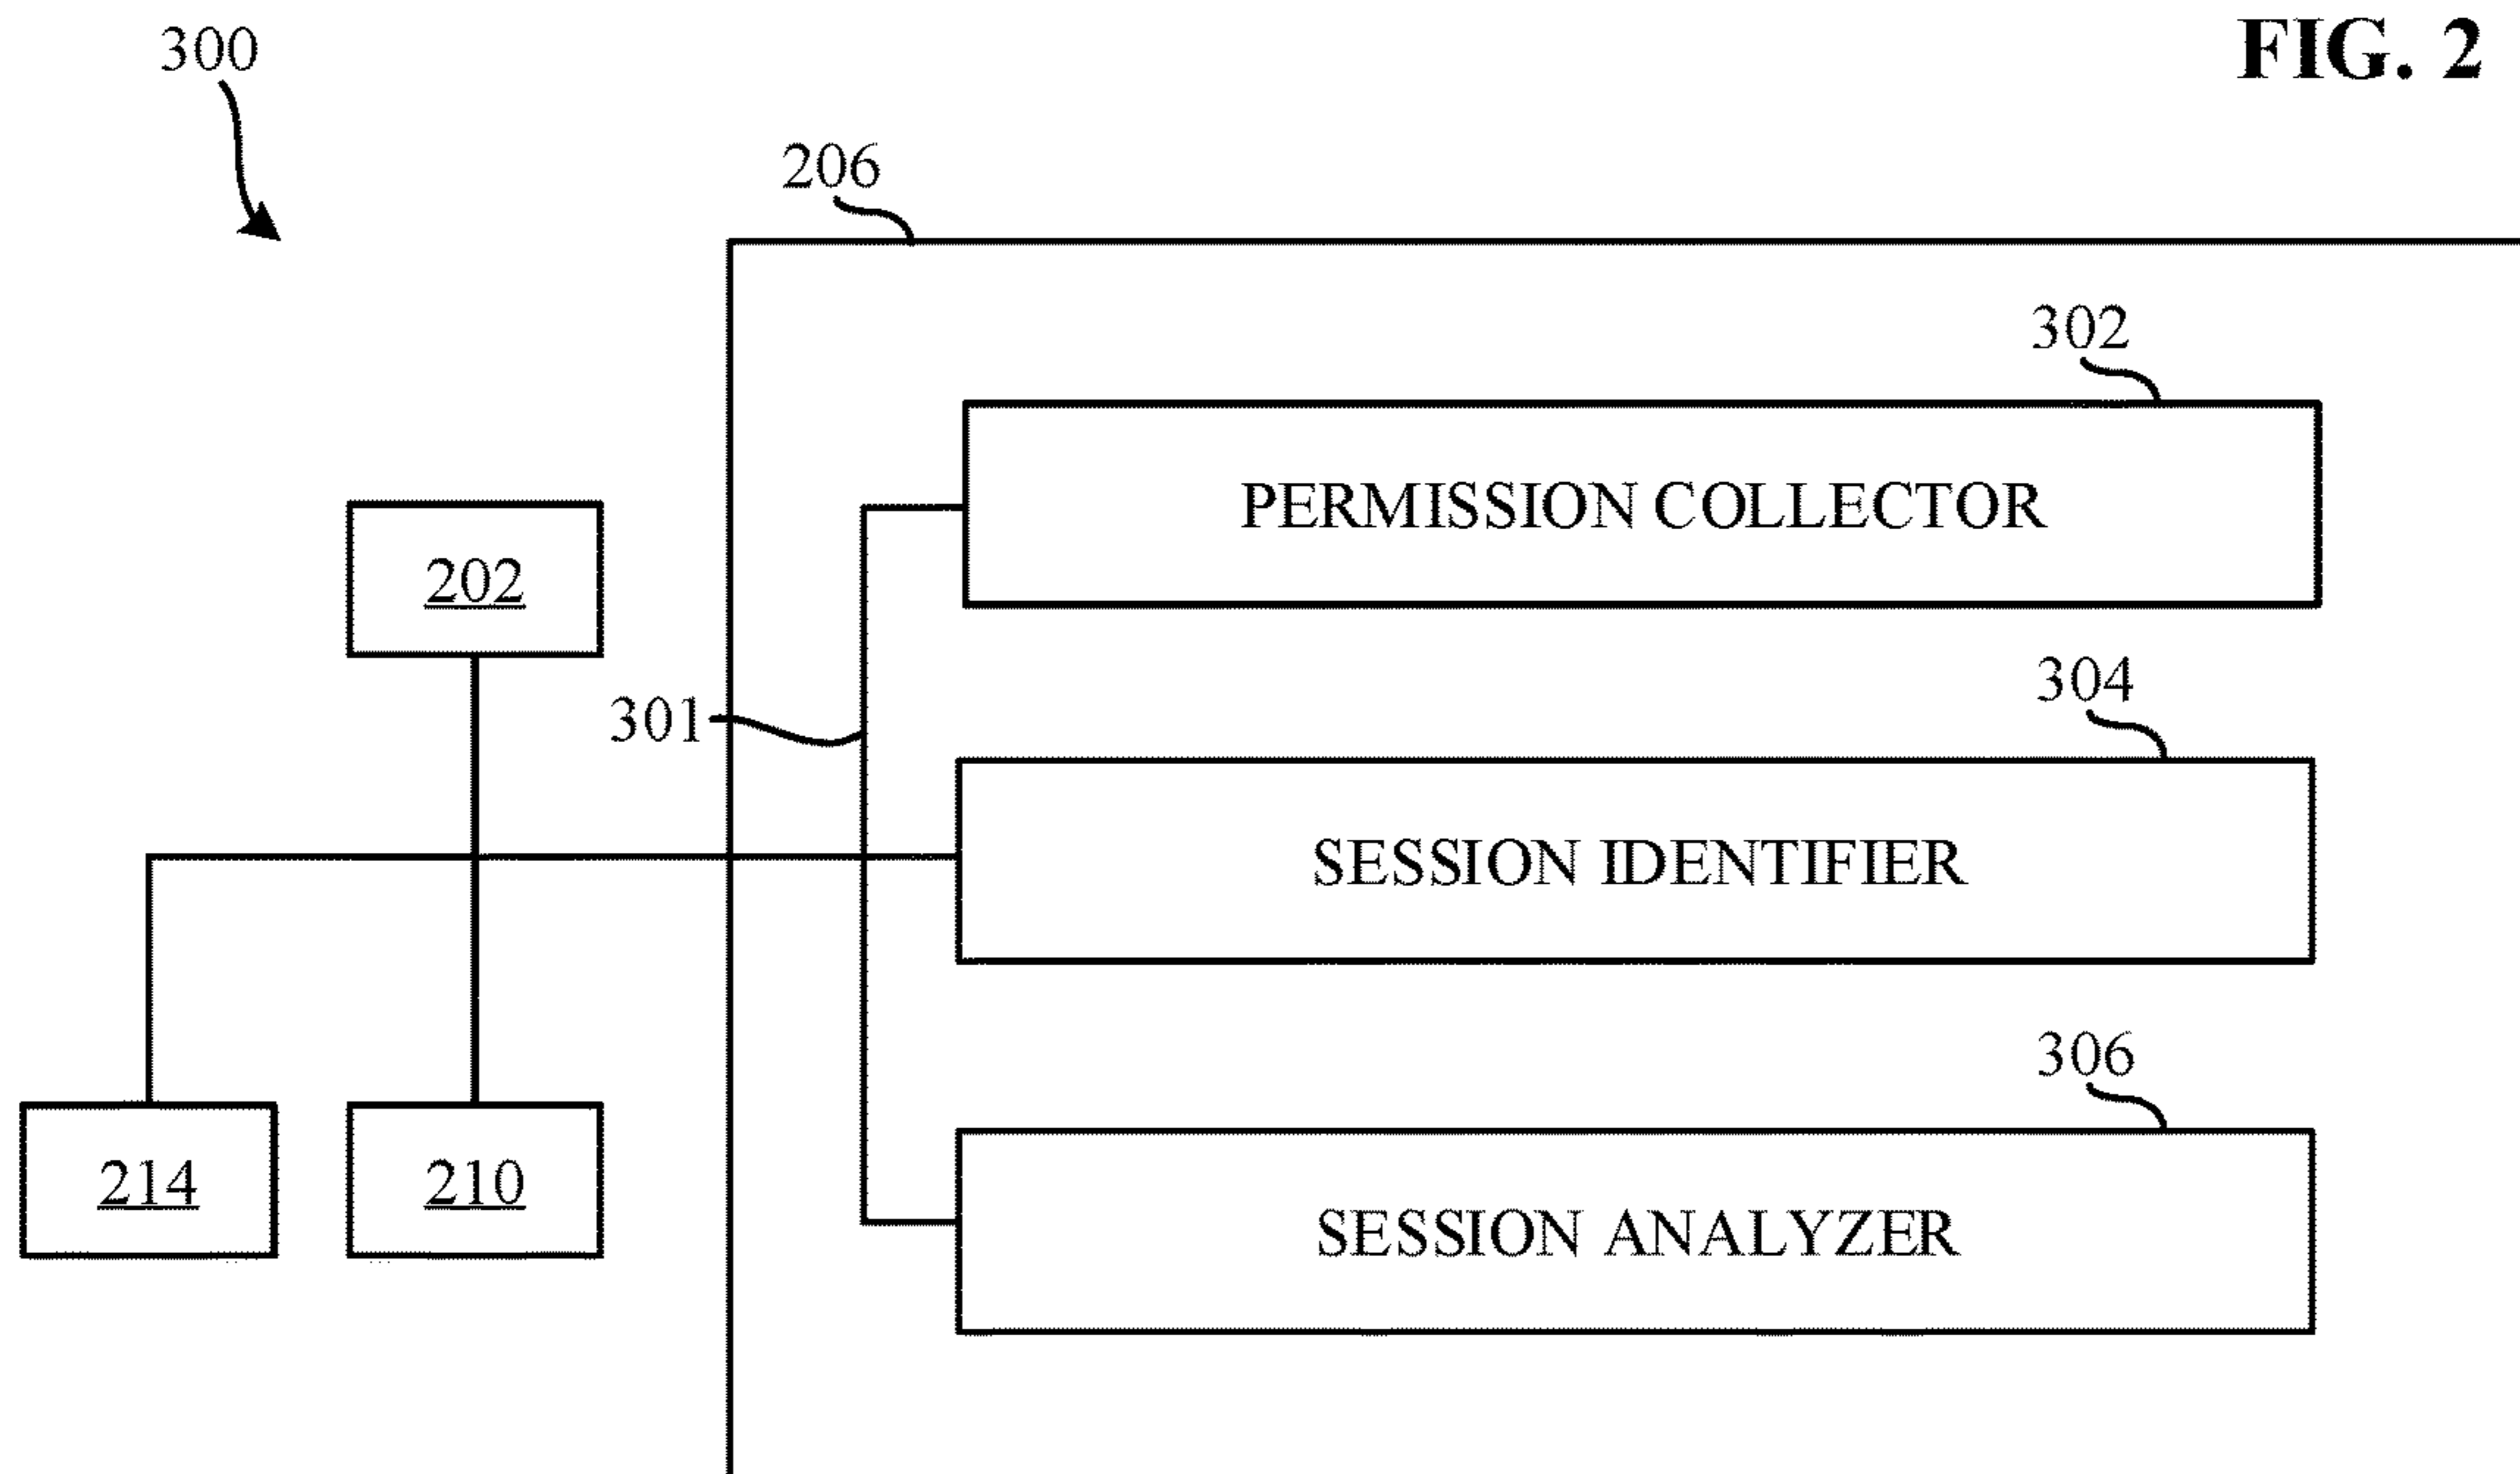 300
FIG. 2
206
302
PERMISSION COLLECTOR
202
301
304
SESSION IDENTIFIER
306
214
210
SESSION ANALYZER